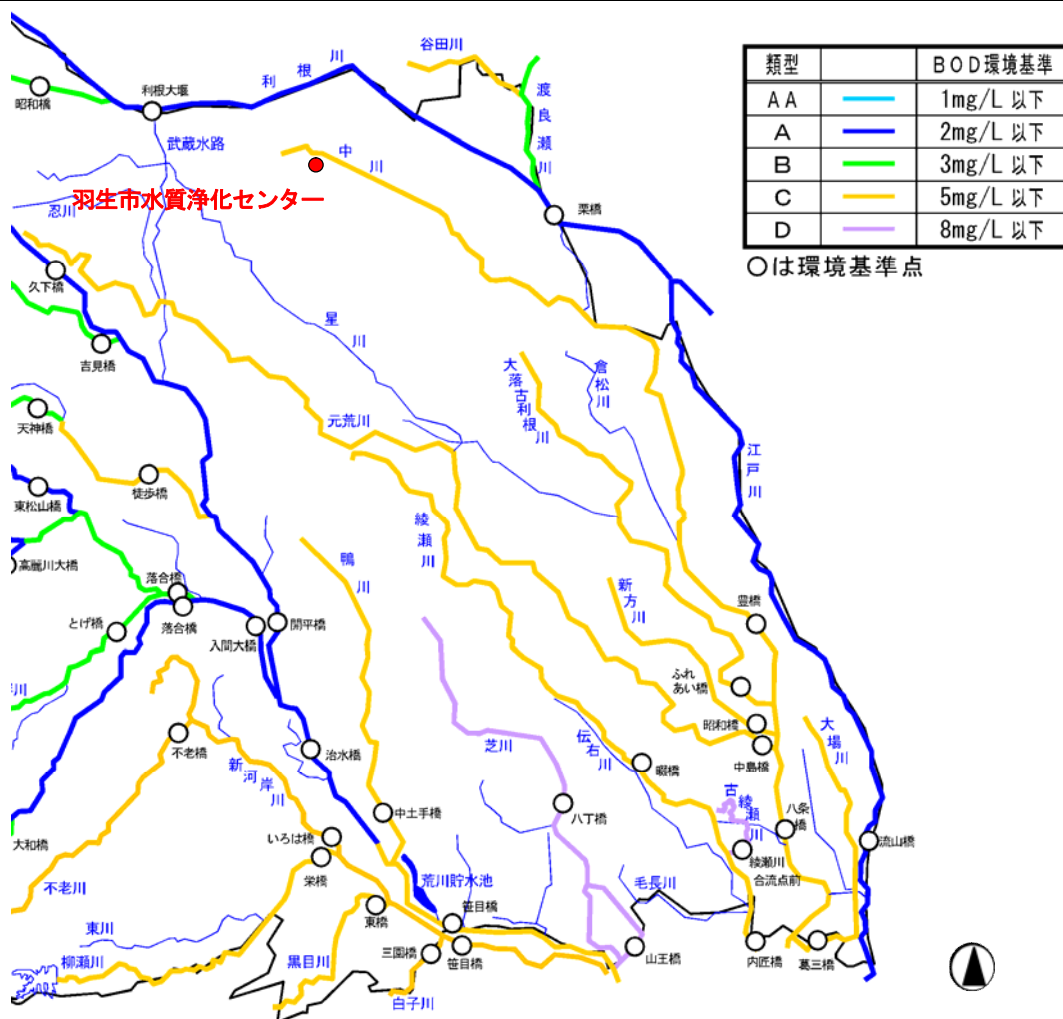 谷田川
利根川
渡良瀬川
昭和橋
利根大堰
武蔵水路
中川
羽生市水質浄化センター
忍川
栗橋
類型 BOD環境基準
AA 1mg/L 以下
A 2mg/L 以下
B 3mg/L 以下
C 5mg/L 以下
D 8mg/L 以下
○は環境基準点
久下橋
吉見橋
星川
大落古利根川
倉松川
元荒川
天神橋
徒歩橋
東松山橋
綾瀬川
江戸川
高麗川大橋
鴨川
落合橋
落合橋
とげ橋
入間大橋
開平橋
新方川
豊橋
ふれ
あい橋
昭和橋
中島橋
大場川
不老橋
新河岸川
治水橋
芝川
伝右川
畷橋
古綾瀬川
八条
橋
大和橋
いろは橋
中土手橋
八丁橋
綾瀬川
合流点前
流山橋
栄橋
不老川
荒川貯水池
毛長川
東川
東橋
笹目橋
柳瀬川
黒目川
三園橋
笹目橋
山王橋
内匠橋
葛三橋
白子川